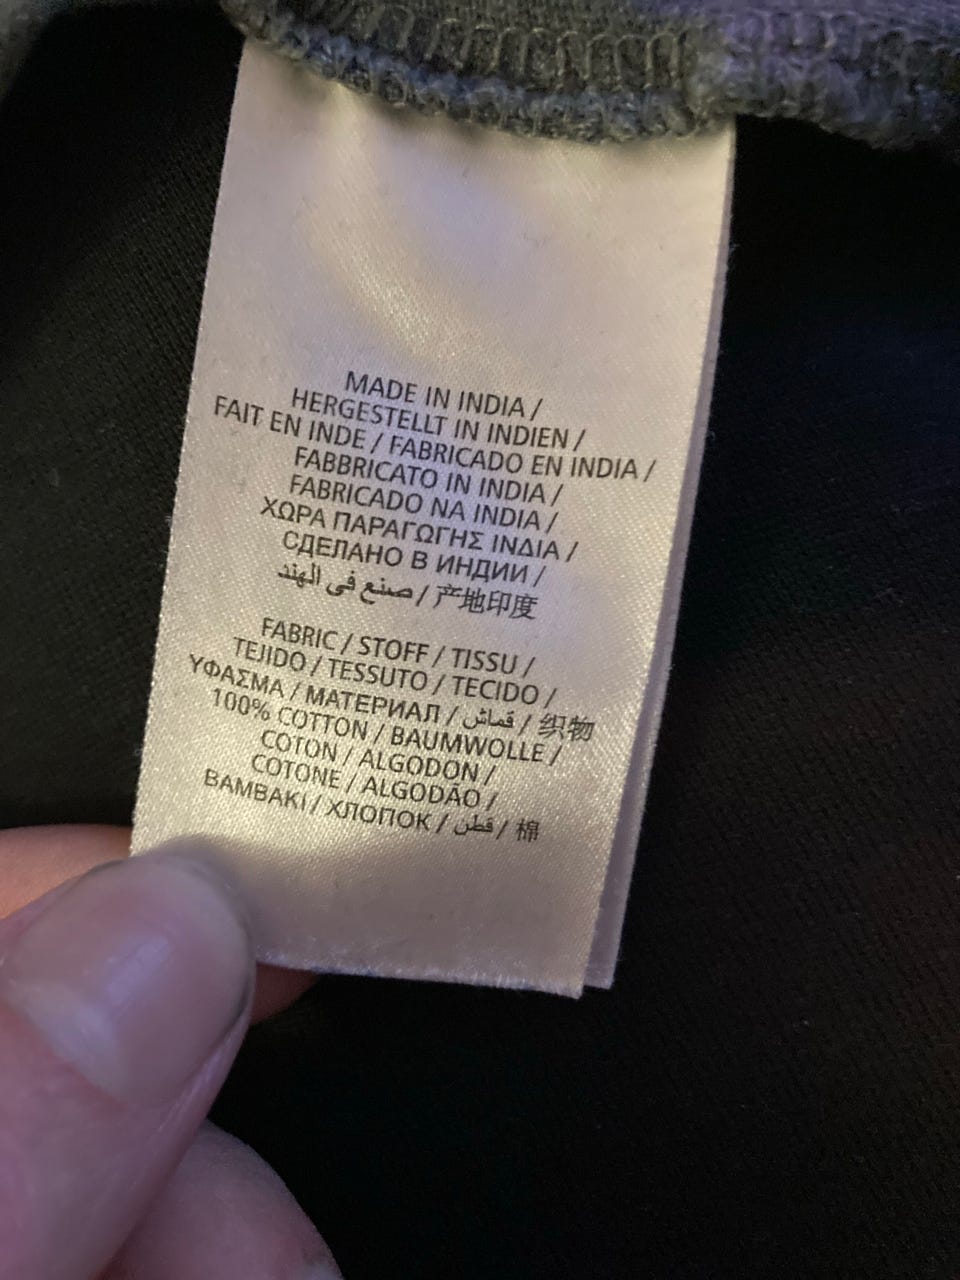 MADE IN INDIA /
HERGESTELLT IN INDIEN /
FAIT EN INDE / FABRICADO EN INDIA /
FABBRICATO IN INDIA /
FABRICADO NA INDIA /
ΧΩΡΑ ΠΑΡΑΓΩΓΗΣ ΙΝΔΙΑ /
СДЕЛАНО В ИНДИИ /
صنع في الهند / 产地印度
FABRIC / STOFF / TISSU /
TEJIDO / TESSUTO / TECIDO /
ΥΦΑΣΜΑ / МАТЕРИАЛ / قماش / 织物
100% COTTON / BAUMWOLLE /
COTON / ALGODON /
COTONE / ALGODÃO /
ΒΑΜΒΑΚΙ / ХЛОПОК / قطن / 棉